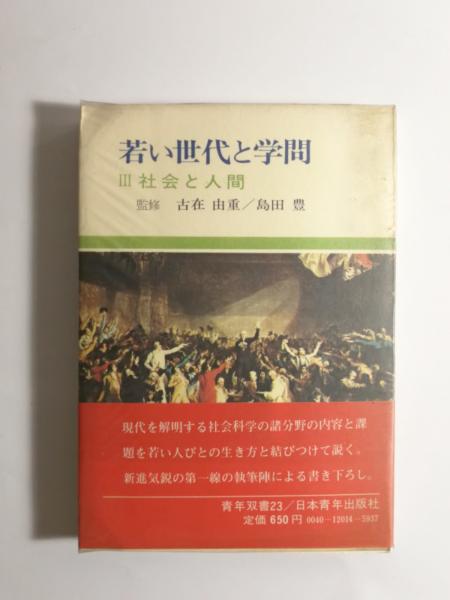 若い世代と学問
III 社会と人間
監修 古在 由重／島田 豊
現代を解明する社会科学の諸分野の内容と課
題を若い人びとの生き方と結びつけて説く。
新進気鋭の第一線の執筆陣による書き下ろし。
青年双書23／日本青年出版社
定価 650円 0040-12014-5937